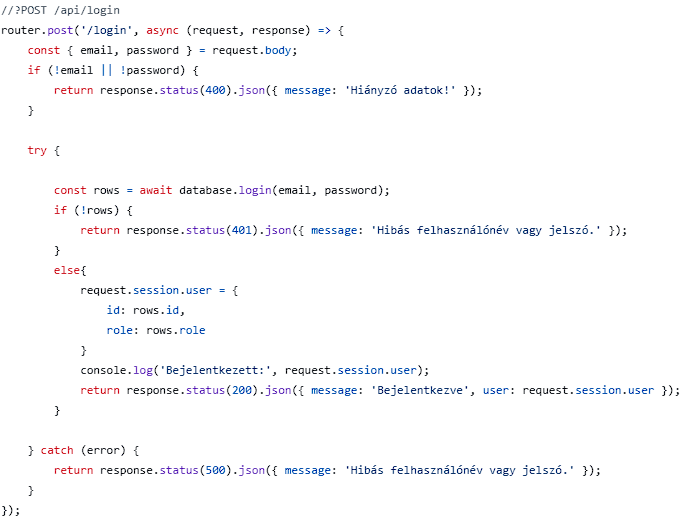 //?POST /api/login
router.post('/login', async (request, response) => {
    const { email, password } = request.body;
    if (!email || !password) {
        return response.status(400).json({ message: 'Hiányzó adatok!' });
    }

    try {

        const rows = await database.login(email, password);
        if (!rows) {
            return response.status(401).json({ message: 'Hibás felhasználónév vagy jelszó.' });
        }
        else{
            request.session.user = {
                id: rows.id,
                role: rows.role
            }
            console.log('Bejelentkezett:', request.session.user);
            return response.status(200).json({ message: 'Bejelentkezve', user: request.session.user });
        }

    } catch (error) {
        return response.status(500).json({ message: 'Hibás felhasználónév vagy jelszó.' });
    }
});